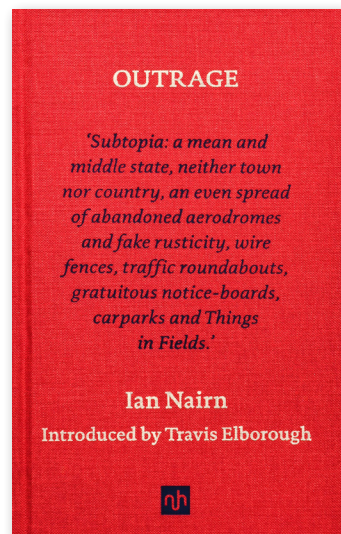 OUTRAGE
‘Subtopia: a mean and
middle state, neither town
nor country, an even spread
of abandoned aerodromes
and fake rusticity, wire
fences, traffic roundabouts,
gratuitous notice-boards,
carparks and Things
in Fields.’
Ian Nairn
Introduced by Travis Elborough
nh